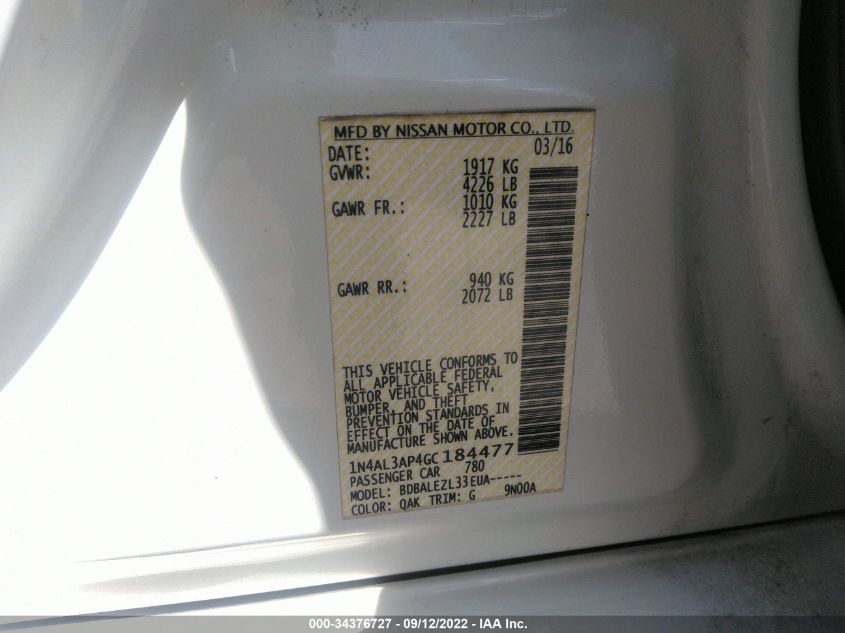 MFD BY NISSAN MOTOR CO., LTD.
DATE: 03/16
GVWR: 1917 KG
4226 LB
GAWR FR.: 1010 KG
2227 LB
GAWR RR.: 940 KG
2072 LB
THIS VEHICLE CONFORMS TO
ALL APPLICABLE FEDERAL
MOTOR VEHICLE SAFETY,
BUMPER, AND THEFT
PREVENTION STANDARDS IN
EFFECT ON THE DATE OF
MANUFACTURE SHOWN ABOVE.
1N4AL3AP4GC184477
PASSENGER CAR 780
MODEL: BDBALEZL33EUA-----
COLOR: QAK TRIM: G 9N00A
000-34376727 - 09/12/2022 - IAA Inc.